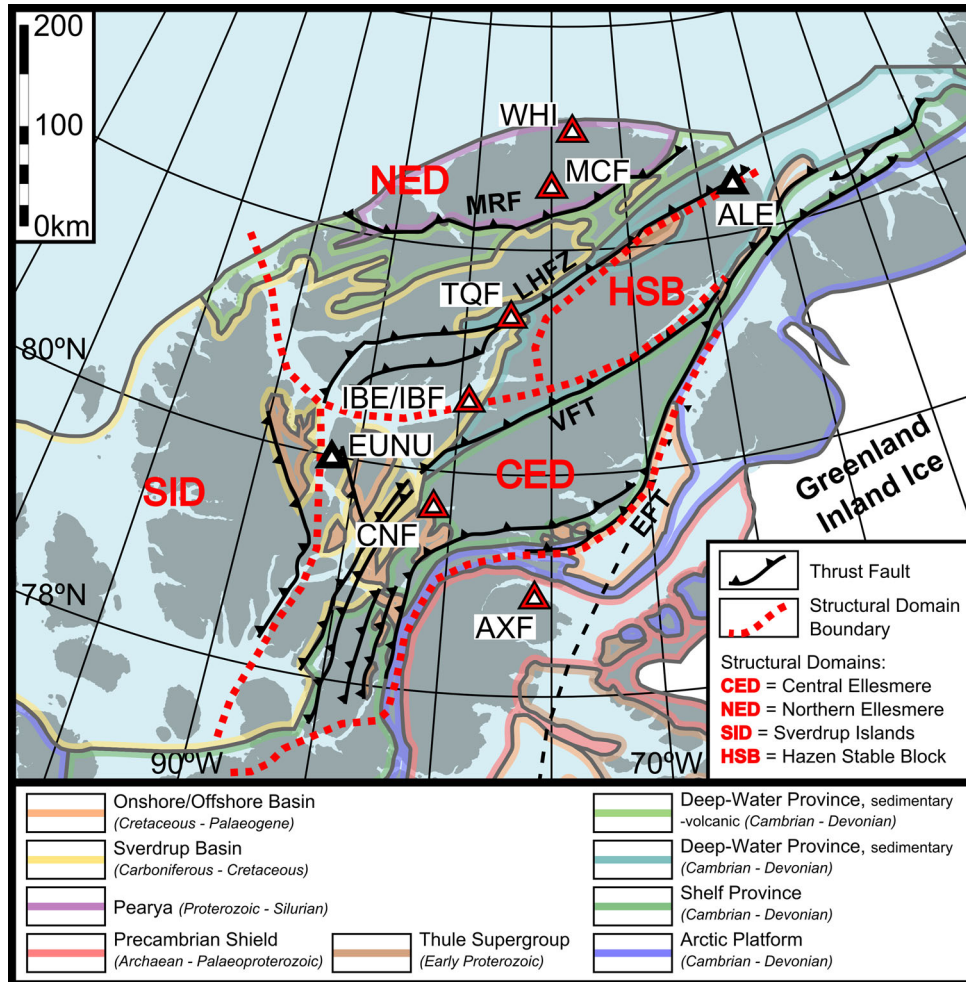 200
100
0km
WHI
NED
MCF
MRF
ALE
LHFZ
TQF
HSB
80ºN
IBE/IBF
VFT
EUNU
CED
SID
Greenland
Inland Ice
CNF
EFT
78ºN
AXF
90ºW
70ºW
Thrust Fault
Structural Domain
Boundary
Structural Domains:
CED = Central Ellesmere
NED = Northern Ellesmere
SID = Sverdrup Islands
HSB = Hazen Stable Block
Onshore/Offshore Basin
(Cretaceous - Palaeogene)
Sverdrup Basin
(Carboniferous - Cretaceous)
Pearya (Proterozoic - Silurian)
Precambrian Shield
(Archaean - Palaeoproterozoic)
Thule Supergroup
(Early Proterozoic)
Deep-Water Province, sedimentary
-volcanic (Cambrian - Devonian)
Deep-Water Province, sedimentary
(Cambrian - Devonian)
Shelf Province
(Cambrian - Devonian)
Arctic Platform
(Cambrian - Devonian)